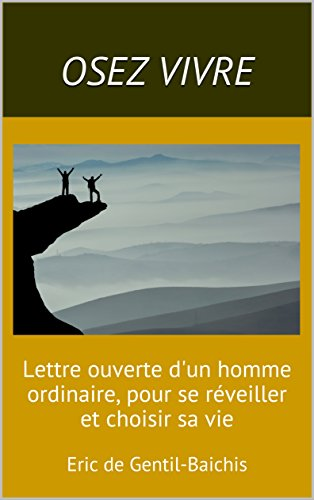 OSEZ VIVRE
Lettre ouverte d'un homme
ordinaire, pour se réveiller
et choisir sa vie
Eric de Gentil-Baichis